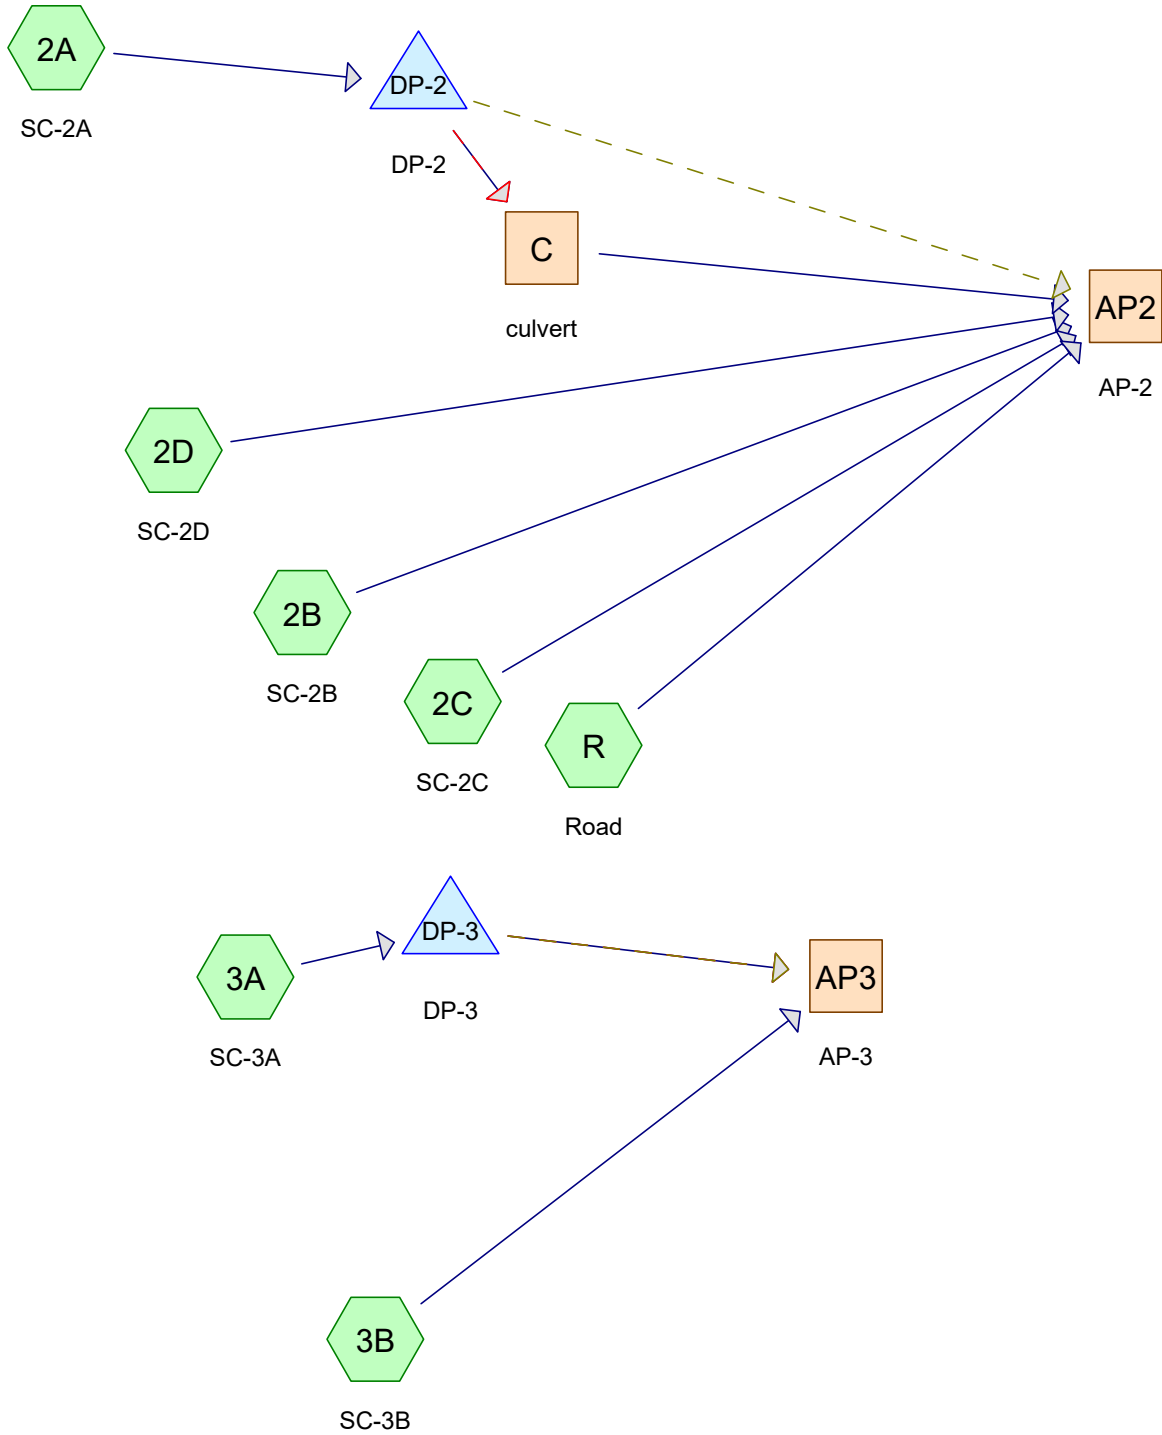 2A
SC-2A
DP-2
DP-2
C
culvert
AP2
AP-2
2D
SC-2D
2B
SC-2B
2C
SC-2C
R
Road
DP-3
DP-3
3A
SC-3A
AP3
AP-3
3B
SC-3B